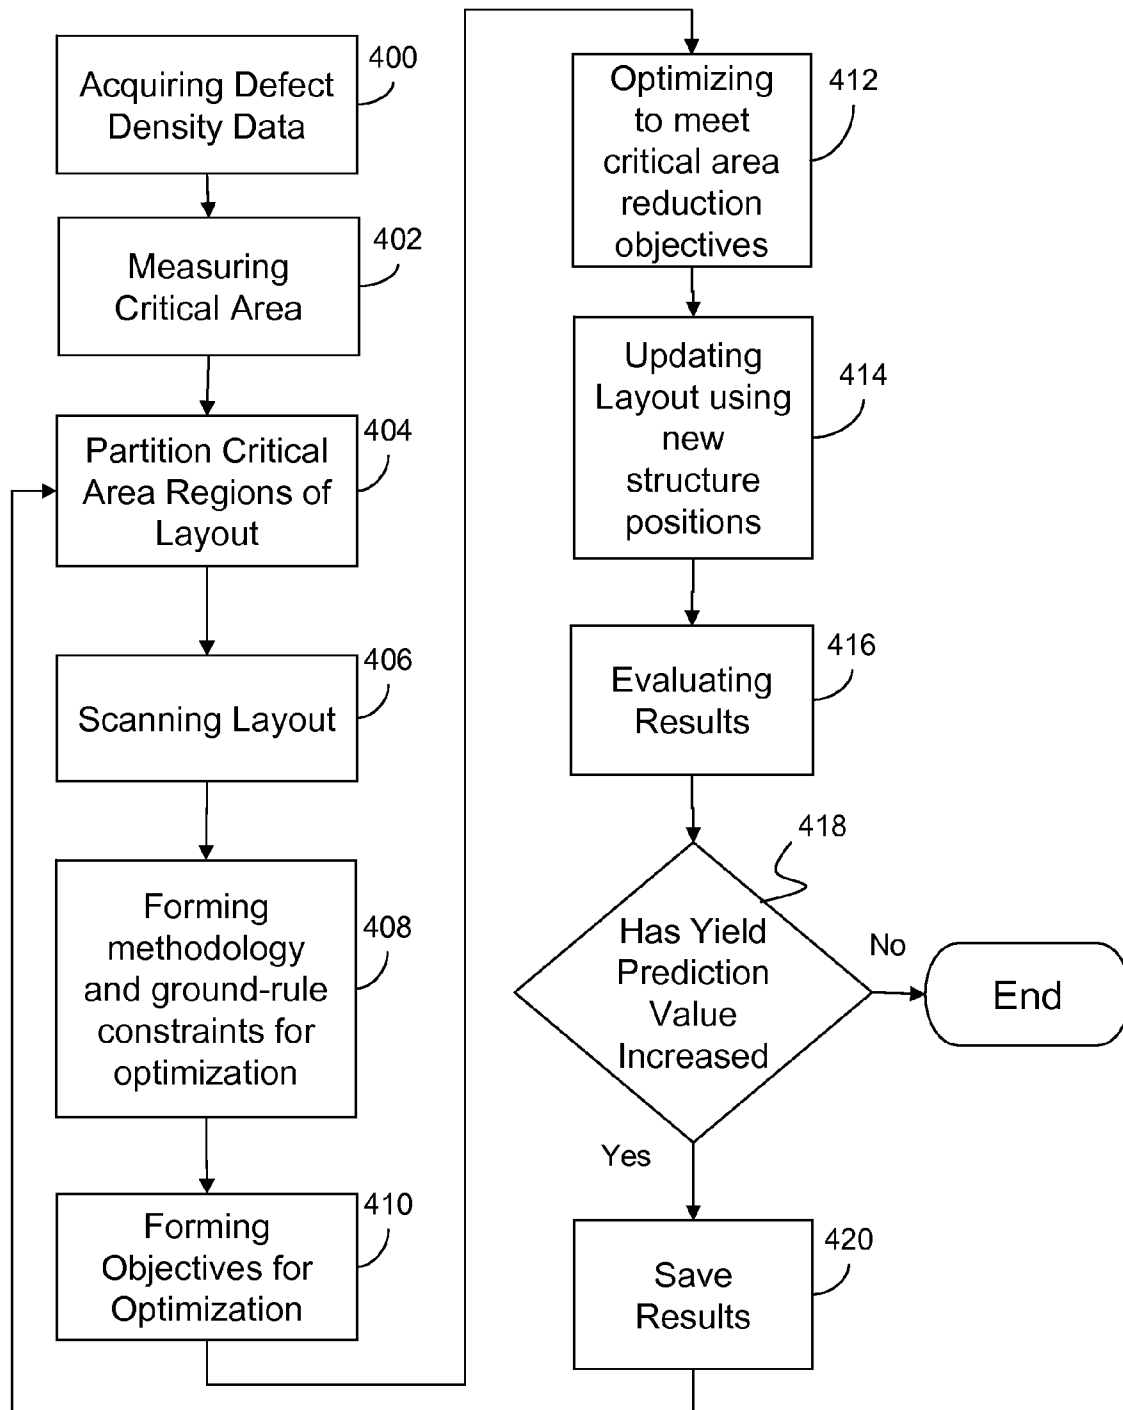 Acquiring Defect
Density Data
400
Measuring
Critical Area
402
Partition Critical
Area Regions of
Layout
404
Scanning Layout
406
Forming
methodology
and ground-rule
constraints for
optimization
408
Forming
Objectives for
Optimization
410
Optimizing
to meet
critical area
reduction
objectives
412
Updating
Layout using
new
structure
positions
414
Evaluating
Results
416
Has Yield
Prediction
Value
Increased
418
No
End
Yes
Save
Results
420